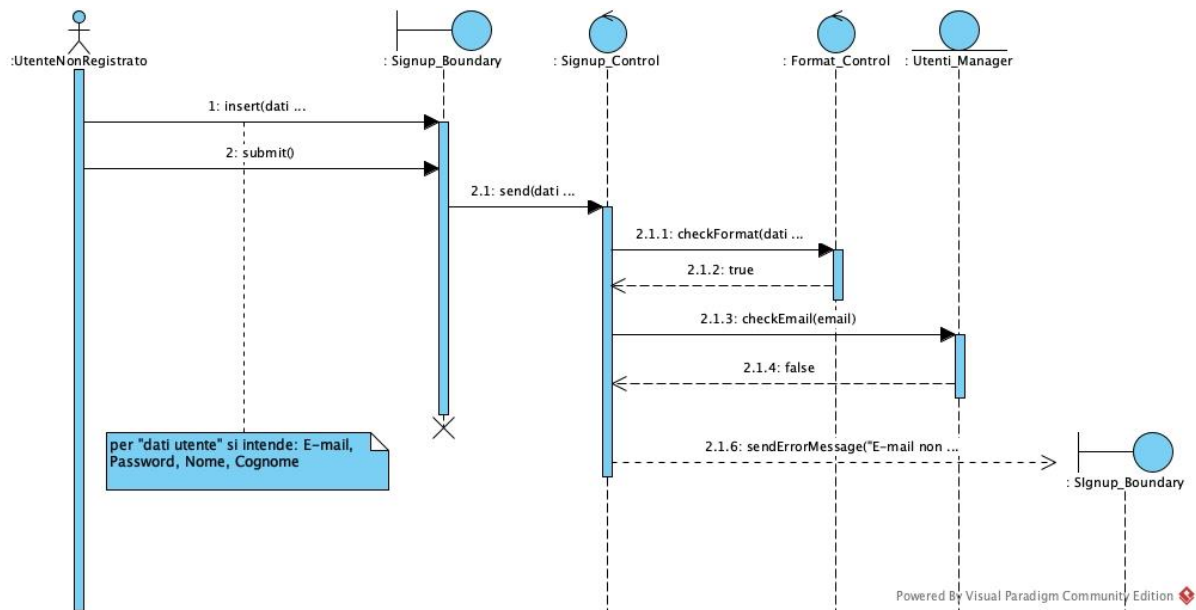 :UtenteNonRegistrato
: Signup_Boundary
: Signup_Control
: Format_Control
: Utenti_Manager
1: insert(dati ...
2: submit()
2.1: send(dati ...
2.1.1: checkFormat(dati ...
2.1.2: true
2.1.3: checkEmail(email)
2.1.4: false
per "dati utente" si intende: E-mail,
Password, Nome, Cognome
2.1.6: sendErrorMessage("E-mail non ...
: SIgnup_Boundary
Powered By Visual Paradigm Community Edition